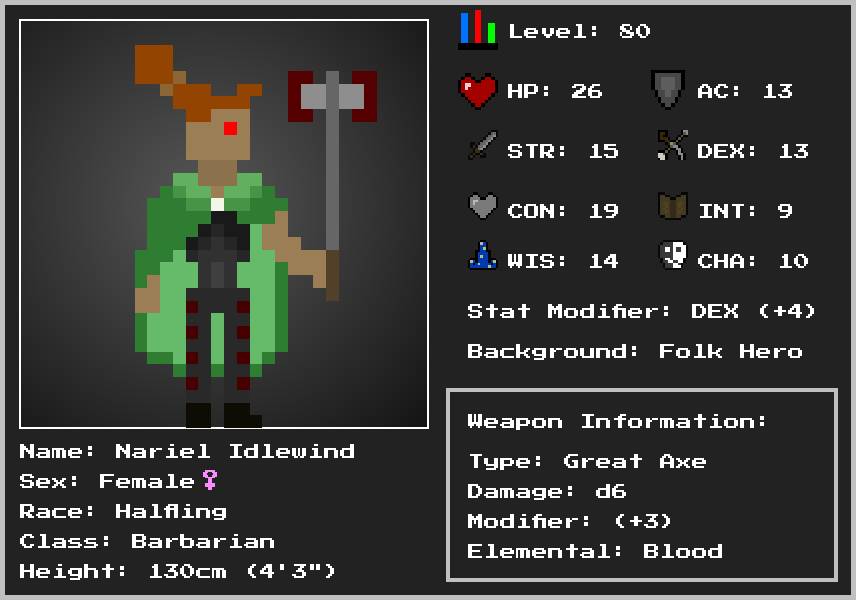 Level: 80
HP: 26
AC: 13
STR: 15
DEX: 13
CON: 19
INT: 9
WIS: 14
CHA: 10
Stat Modifier: DEX (+4)
Background: Folk Hero
Name: Nariel Idlewind
Sex: Female♀
Race: Halfling
Class: Barbarian
Height: 130cm (4'3")
Weapon Information:
Type: Great Axe
Damage: d6
Modifier: (+3)
Elemental: Blood